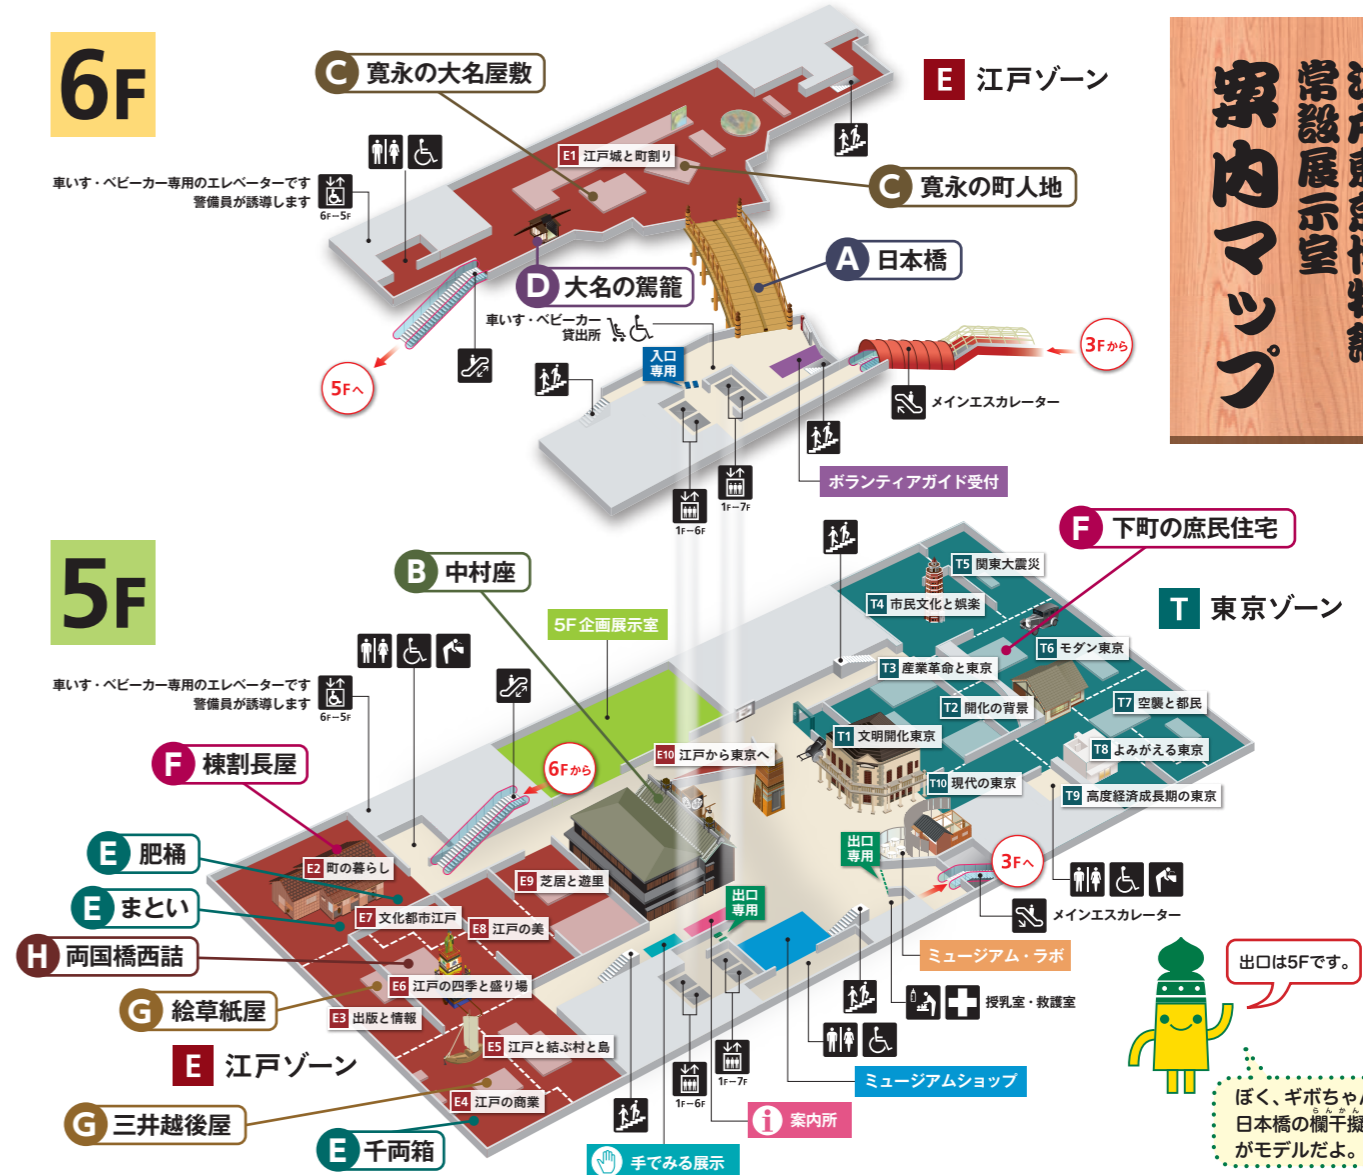 6F
C 寛永の大名屋敷
E 江戸ゾーン
常設展示室
案内マップ
E1 江戸城と町割り
C 寛永の町人地
車いす・ベビーカー専用のエレベーターです
警備員が誘導します
6F−5F
A 日本橋
D 大名の駕籠
車いす・ベビーカー
貸出所
入口
専用
5Fへ
3Fから
メインエスカレーター
ボランティアガイド受付
1F−6F
1F−7F
5F
B 中村座
5F企画展示室
F 下町の庶民住宅
T 東京ゾーン
T5 関東大震災
T4 市民文化と娯楽
T6 モダン東京
T3 産業革命と東京
T2 開化の背景
T7 空襲と都民
T1 文明開化東京
T8 よみがえる東京
T10 現代の東京
T9 高度経済成長期の東京
車いす・ベビーカー専用のエレベーターです
警備員が誘導します
6F−5F
E10 江戸から東京へ
6Fから
F 棟割長屋
E 肥桶
E まとい
H 両国橋西詰
G 絵草紙屋
E2 町の暮らし
E9 芝居と遊里
E7 文化都市江戸
E8 江戸の美
E6 江戸の四季と盛り場
E3 出版と情報
E5 江戸と結ぶ村と島
E4 江戸の商業
E 江戸ゾーン
G 三井越後屋
E 千両箱
出口
専用
出口
専用
3Fへ
メインエスカレーター
ミュージアム・ラボ
授乳室・救護室
ミュージアムショップ
1F−6F
1F−7F
i 案内所
手でみる展示
出口は5Fです。
ぼく、ギボちゃん
日本橋の欄干擬
らんかん
がモデルだよ。